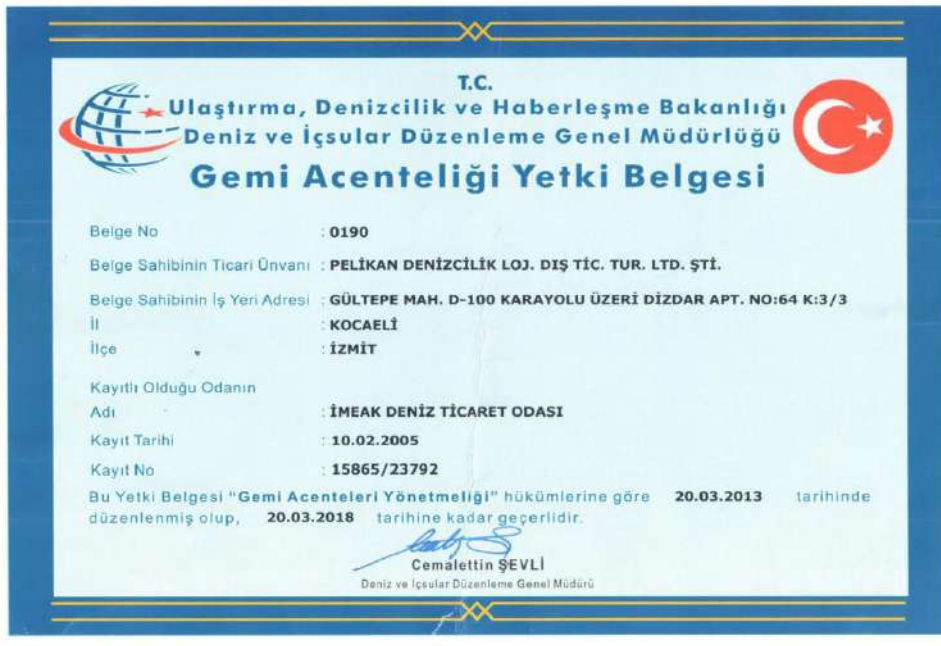 T.C.
Ulaştırma, Denizcilik ve Haberleşme Bakanlığı
Deniz ve İçsular Düzenleme Genel Müdürlüğü
Gemi Acenteliği Yetki Belgesi
Belge No : 0190
Belge Sahibinin Ticari Ünvanı : PELİKAN DENİZCİLİK LOJ. DIŞ TİC. TUR. LTD. ŞTİ.
Belge Sahibinin İş Yeri Adresi : GÜLTEPE MAH. D-100 KARAYOLU ÜZERİ DİZDAR APT. NO:64 K:3/3
İl : KOCAELİ
İlçe : İZMİT
Kayıtlı Olduğu Odanın
Adı : İMEAK DENİZ TİCARET ODASI
Kayıt Tarihi : 10.02.2005
Kayıt No : 15865/23792
Bu Yetki Belgesi "Gemi Acenteleri Yönetmeliği" hükümlerine göre 20.03.2013 tarihinde
düzenlenmiş olup, 20.03.2018 tarihine kadar geçerlidir.
Cemalettin ŞEVLİ
Deniz ve İçsular Düzenleme Genel Müdürü